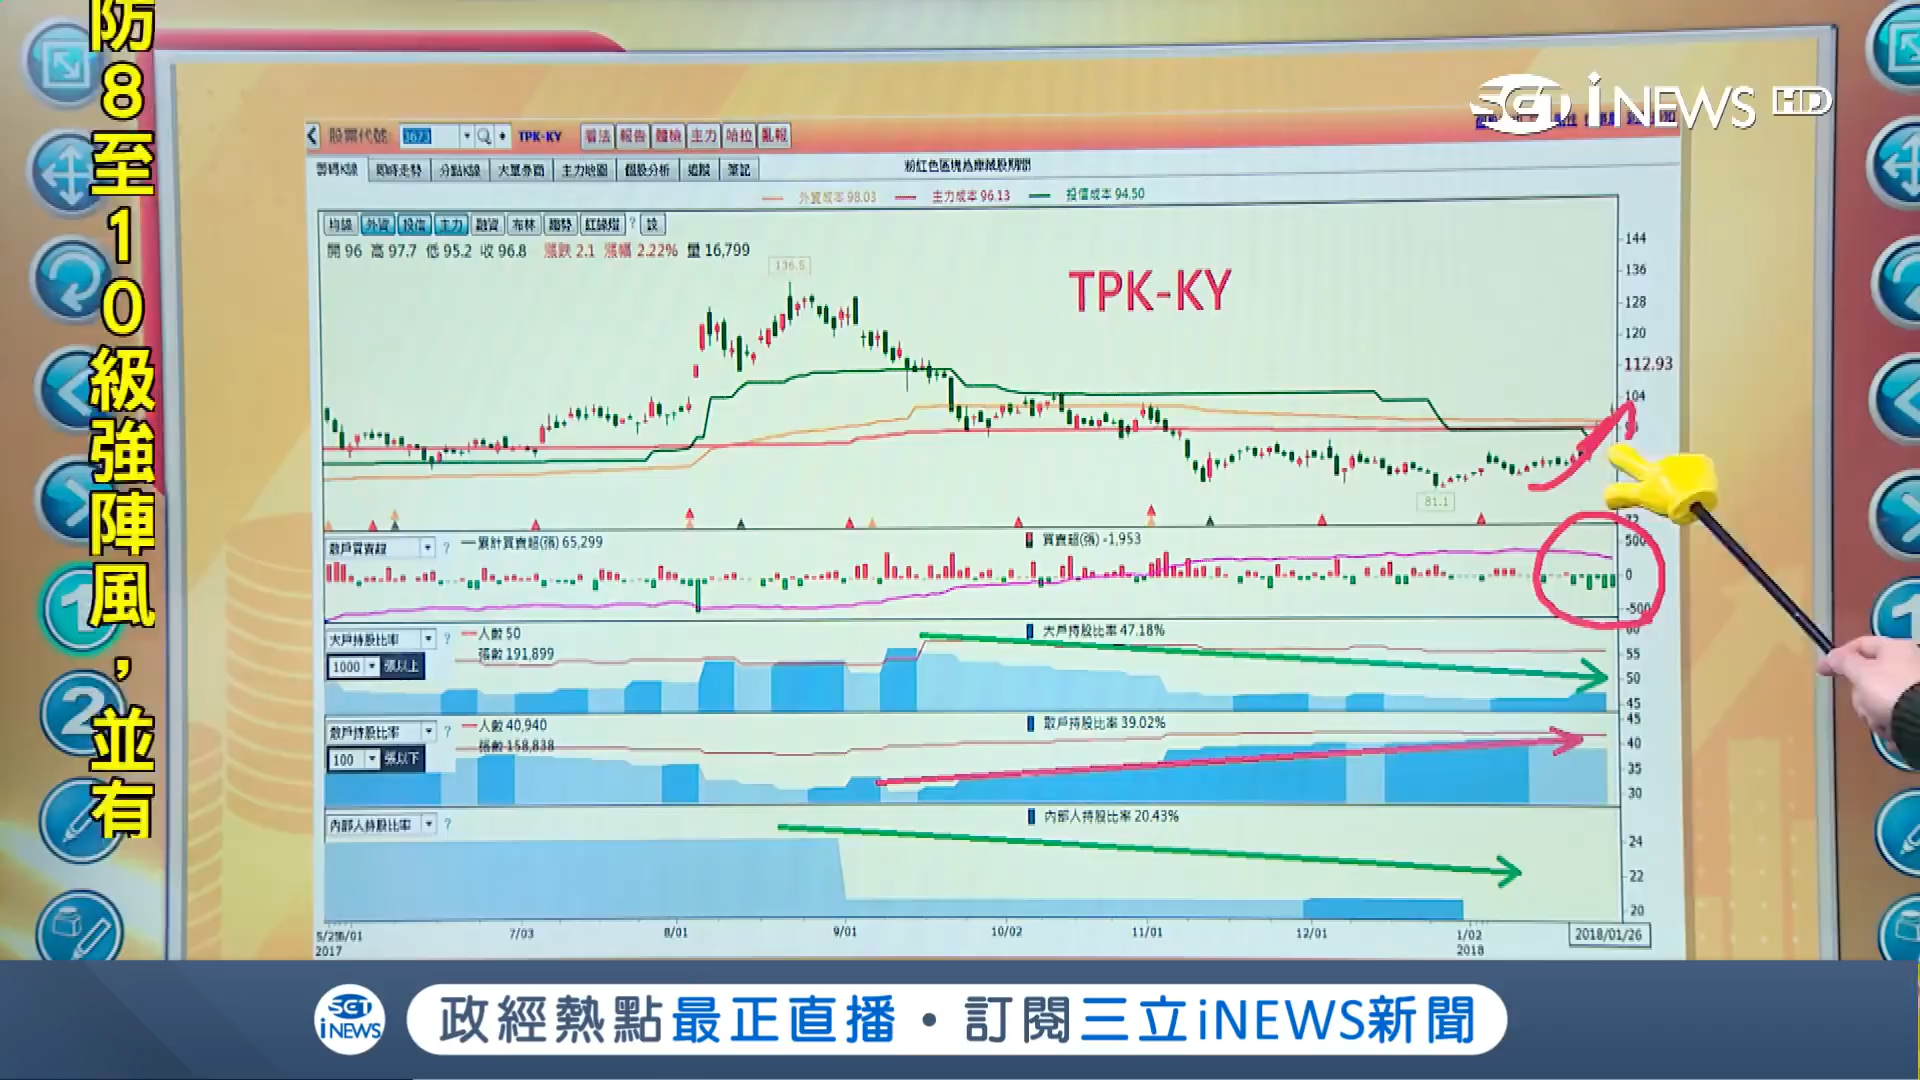 防8至10級強陣風，並有
SET iNEWS HD
股票代號 3673 TPK-KY 看法 報告 體檢 主力 哈拉 亂報
籌碼K線 即時走勢 分點K線 大單券商 主力地圖 個股分析 追蹤 筆記
粉紅色區塊為庫藏股期間
外資成本 98.03 主力成本 96.13 投信成本 94.50
均線 外資 投信 主力 融資 布林 趨勢 紅綠燈 ? 設
開 96 高 97.7 低 95.2 收 96.8 漲跌 2.1 漲幅 2.22% 量 16,799
136.5
TPK-KY
144
136
128
120
112.93
104
81.1
72
散戶買賣超 ? 累計買賣超(張) 65,299 買賣超(張) -1,953
500
0
-500
60
大戶持股比率 ? 人數 50 大戶持股比率 47.18%
1000 張以上 張數 191,899
55
50
45
散戶持股比率 ? 人數 40,940 散戶持股比率 39.02%
100 張以下 張數 158,838
45
40
35
30
內部人持股比率 ? 內部人持股比率 20.43%
24
22
20
7/03 8/01 9/01 10/02 11/01 12/01 1/02 2018/01/26
2017 2018
1
2
SET iNEWS
政經熱點最正直播・訂閱三立iNEWS新聞